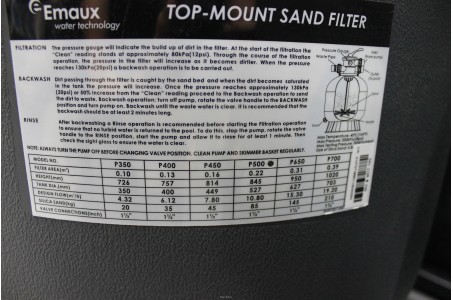 Emaux
water technology
TOP-MOUNT SAND FILTER
FILTRATION The pressure gauge will indicate the build up of dirt in the filter. At the start of the filtration the
"Clean" reading stands at appropriately 80kPa(12psi). Through the course of the filtration
operation, the pressure in the filter will increase as it becomes dirtier. When the pressure
reaches 130kPa(20psi) a backwash operation is to be carried out.
BACKWASH Dirt passing through the filter is caught by the sand bed and when the dirt becomes saturated
in the tank the pressure will increase. Once the pressure reaches approximately 130kPa
(20psi) or 50% increase from the "Clean" reading proceed to the backwash operation to send
the dirt to waste. Backwash operation: turn off pump, rotate the valve handle to the BACKWASH
position and turn pump on. Backwash until the waste water is clear. It is recommended that the
backwash should be at least 2 minutes long.
RINSE After backwashing a Rinse operation is recommended before starting the Filtration operation
to ensure that no turbid water is returned to the pool. To do this, stop the pump, rotate the valve
handle to the RINSE position, start the pump and allow it to rinse for at least 1 minute. Then
check the sight glass to ensure the water is clear.
NOTE: ALWAYS TURN THE PUMP OFF BEFORE CHANGING VALVE POSITION. CLEAN PUMP AND SKIMMER BASKET REGULARLY.
Pressure Gauge
Waste Pipe
MODEL NO. P350 P400 P450 P500 P650 P700
FILTER AREA(m²) 0.10 0.13 0.16 0.22 0.31 0.39
HEIGHT(mm) 726 757 814 845 950 1020
TANK DIA.(mm) 350 400 449 527 627 703
DESIGN FLOW(m³/h) 4.32 6.12 7.80 10.80 15.30 19.50
SILICA SAND(kg) 20 35 45 85 145 210
VALVE CONNECTIONS(inch) 1½" 1½" 1½" 1½" 1½" 1½"